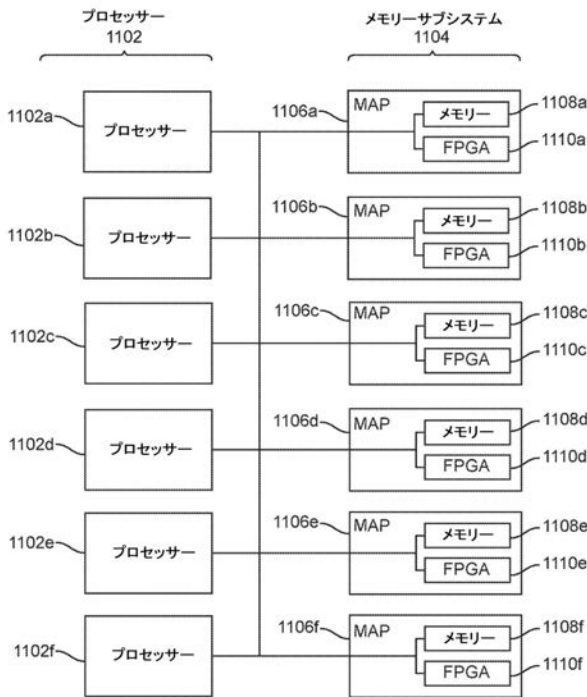 プロセッサー
1102
メモリーサブシステム
1104
1102a
プロセッサー
1106a
MAP
メモリー
1108a
FPGA
1110a
1102b
プロセッサー
1106b
MAP
メモリー
1108b
FPGA
1110b
1102c
プロセッサー
1106c
MAP
メモリー
1108c
FPGA
1110c
1102d
プロセッサー
1106d
MAP
メモリー
1108d
FPGA
1110d
1102e
プロセッサー
1106e
MAP
メモリー
1108e
FPGA
1110e
1102f
プロセッサー
1106f
MAP
メモリー
1108f
FPGA
1110f